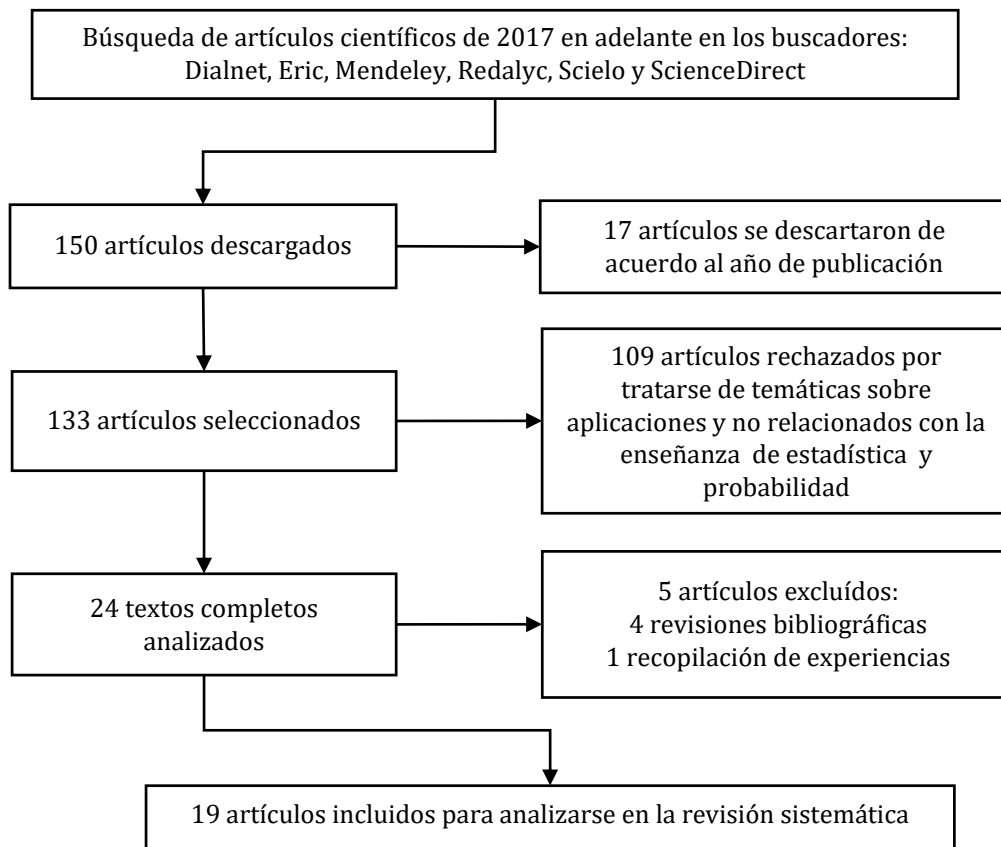 Búsqueda de artículos científicos de 2017 en adelante en los buscadores:
Dialnet, Eric, Mendeley, Redalyc, Scielo y ScienceDirect
150 artículos descargados
17 artículos se descartaron de
acuerdo al año de publicación
133 artículos seleccionados
109 artículos rechazados por
tratarse de temáticas sobre
aplicaciones y no relacionados con la
enseñanza de estadística y
probabilidad
24 textos completos
analizados
5 artículos excluídos:
4 revisiones bibliográficas
1 recopilación de experiencias
19 artículos incluidos para analizarse en la revisión sistemática